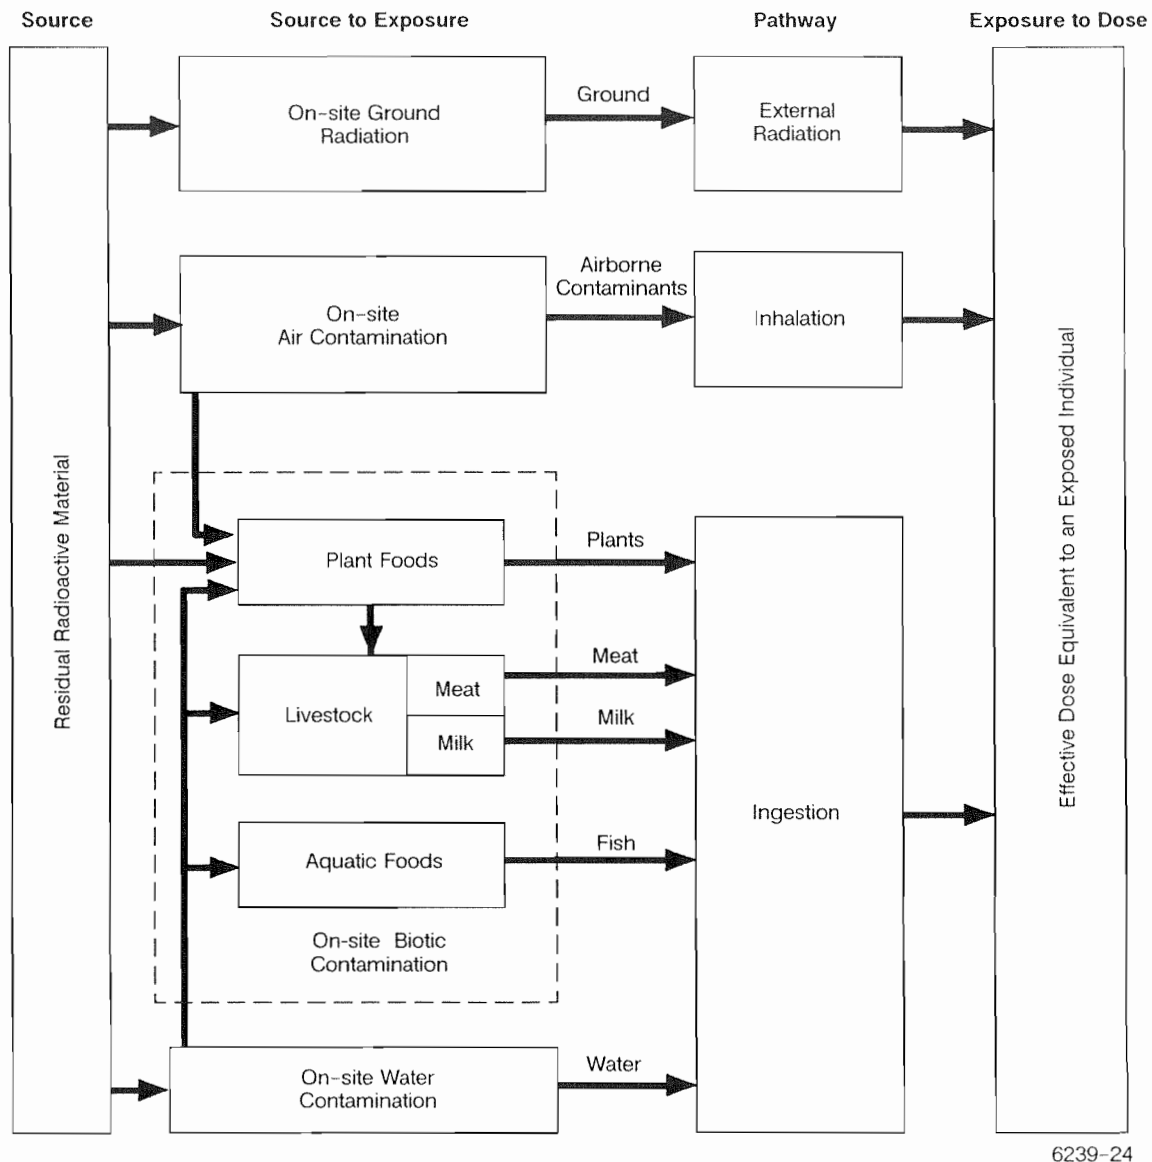 Source
Source to Exposure
Pathway
Exposure to Dose
Residual Radioactive Material
On-site Ground
Radiation
Ground
External
Radiation
On-site
Air Contamination
Airborne
Contaminants
Inhalation
Plant Foods
Plants
Livestock
Meat
Milk
Meat
Milk
Aquatic Foods
Fish
On-site Biotic
Contamination
On-site Water
Contamination
Water
Ingestion
Effective Dose Equivalent to an Exposed Individual
6239-24